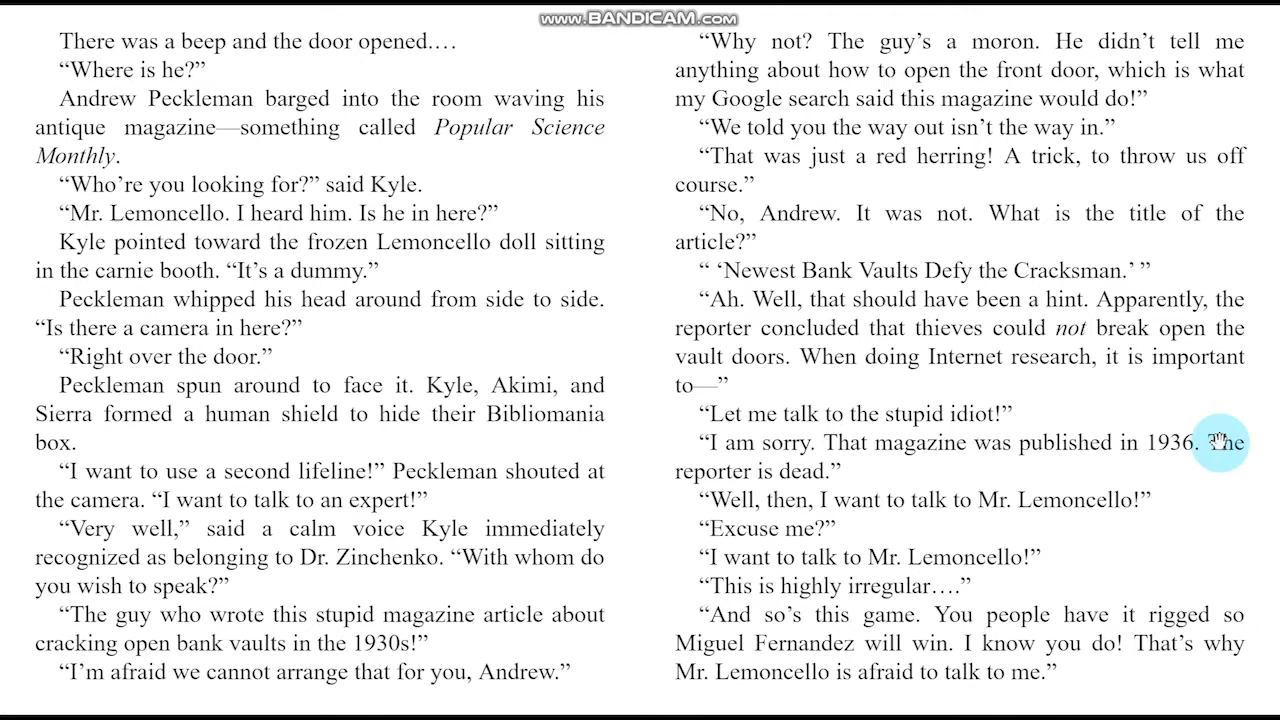 www.BANDICAM.com
There was a beep and the door opened.…
“Where is he?”
Andrew Peckleman barged into the room waving his
antique magazine—something called Popular Science
Monthly.
“Who’re you looking for?” said Kyle.
“Mr. Lemoncello. I heard him. Is he in here?”
Kyle pointed toward the frozen Lemoncello doll sitting
in the carnie booth. “It’s a dummy.”
Peckleman whipped his head around from side to side.
“Is there a camera in here?”
“Right over the door.”
Peckleman spun around to face it. Kyle, Akimi, and
Sierra formed a human shield to hide their Bibliomania
box.
“I want to use a second lifeline!” Peckleman shouted at
the camera. “I want to talk to an expert!”
“Very well,” said a calm voice Kyle immediately
recognized as belonging to Dr. Zinchenko. “With whom do
you wish to speak?”
“The guy who wrote this stupid magazine article about
cracking open bank vaults in the 1930s!”
“I’m afraid we cannot arrange that for you, Andrew.”
“Why not? The guy’s a moron. He didn’t tell me
anything about how to open the front door, which is what
my Google search said this magazine would do!”
“We told you the way out isn’t the way in.”
“That was just a red herring! A trick, to throw us off
course.”
“No, Andrew. It was not. What is the title of the
article?”
“ ‘Newest Bank Vaults Defy the Cracksman.’ ”
“Ah. Well, that should have been a hint. Apparently, the
reporter concluded that thieves could not break open the
vault doors. When doing Internet research, it is important
to—”
“Let me talk to the stupid idiot!”
“I am sorry. That magazine was published in 1936. The
reporter is dead.”
“Well, then, I want to talk to Mr. Lemoncello!”
“Excuse me?”
“I want to talk to Mr. Lemoncello!”
“This is highly irregular.…”
“And so’s this game. You people have it rigged so
Miguel Fernandez will win. I know you do! That’s why
Mr. Lemoncello is afraid to talk to me.”